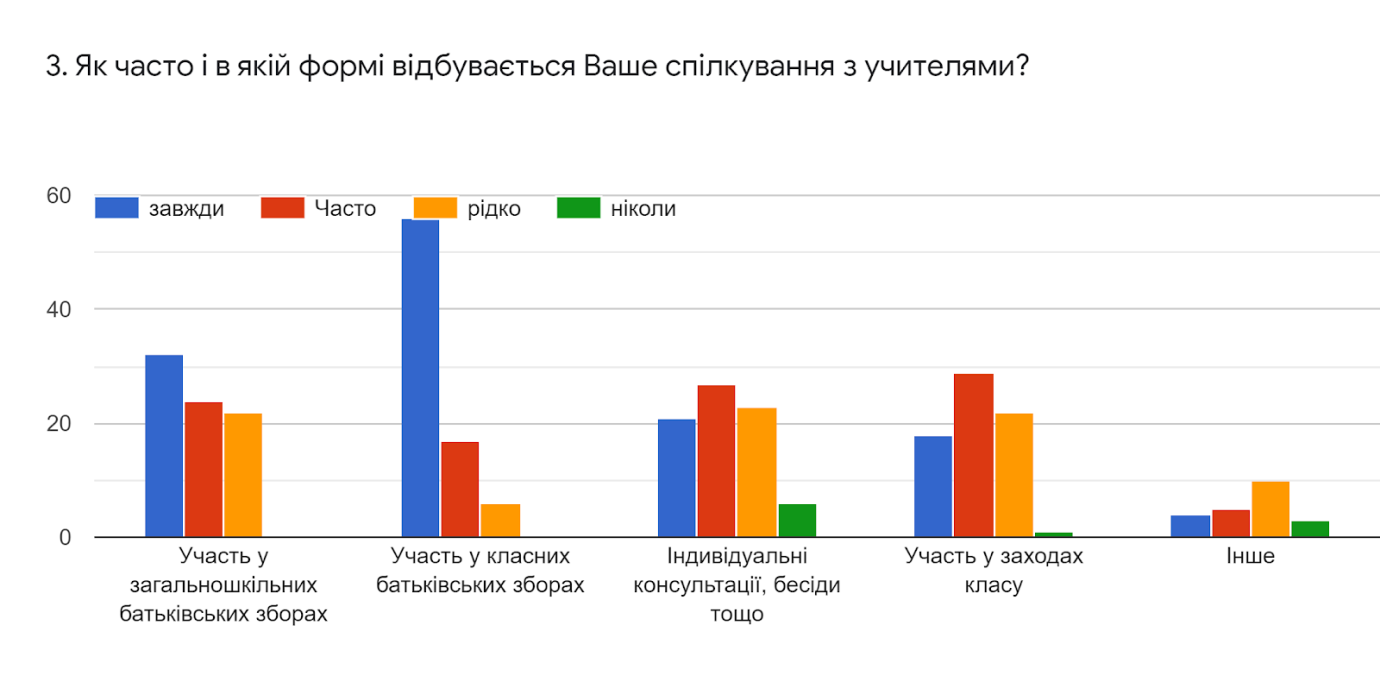 3. Як часто і в якій формі відбувається Ваше спілкування з учителями?
60
завжди
Часто
рідко
ніколи
40
20
0
Участь у
загальношкільних
батьківських зборах
Участь у класних
батьківських зборах
Індивідуальні
консультації, бесіди
тощо
Участь у заходах
класу
Інше